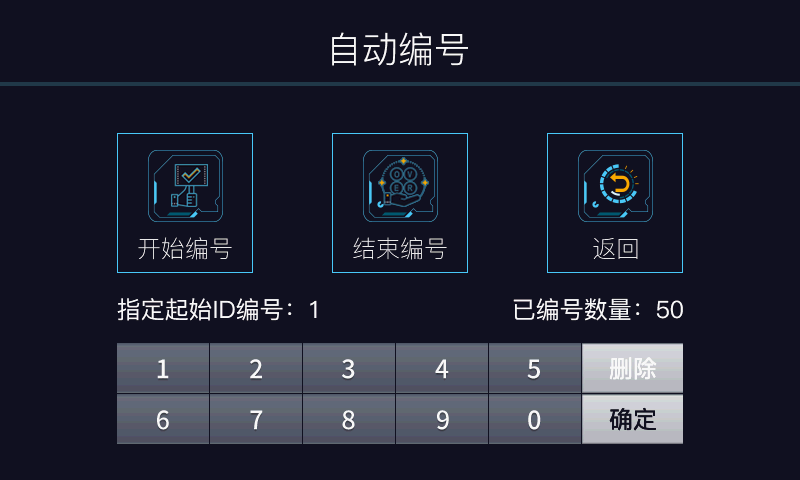 自动编号
OVER
开始编号 结束编号 返回
指定起始ID编号：1 已编号数量：50
1 2 3 4 5 删除
6 7 8 9 0 确定